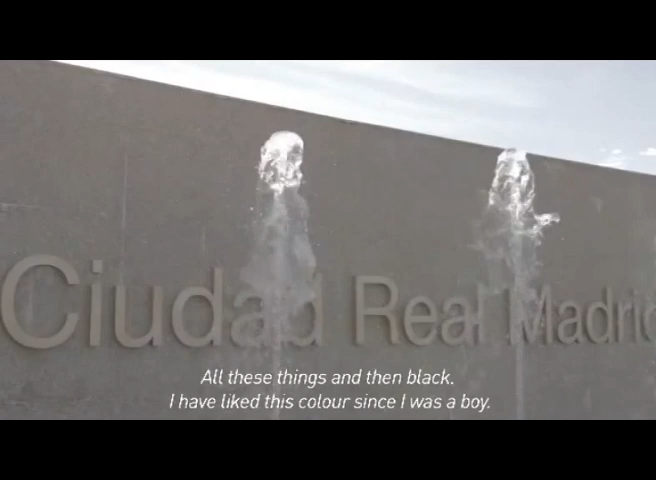 Ciudad Real Madrid
All these things and then black.
I have liked this colour since I was a boy.